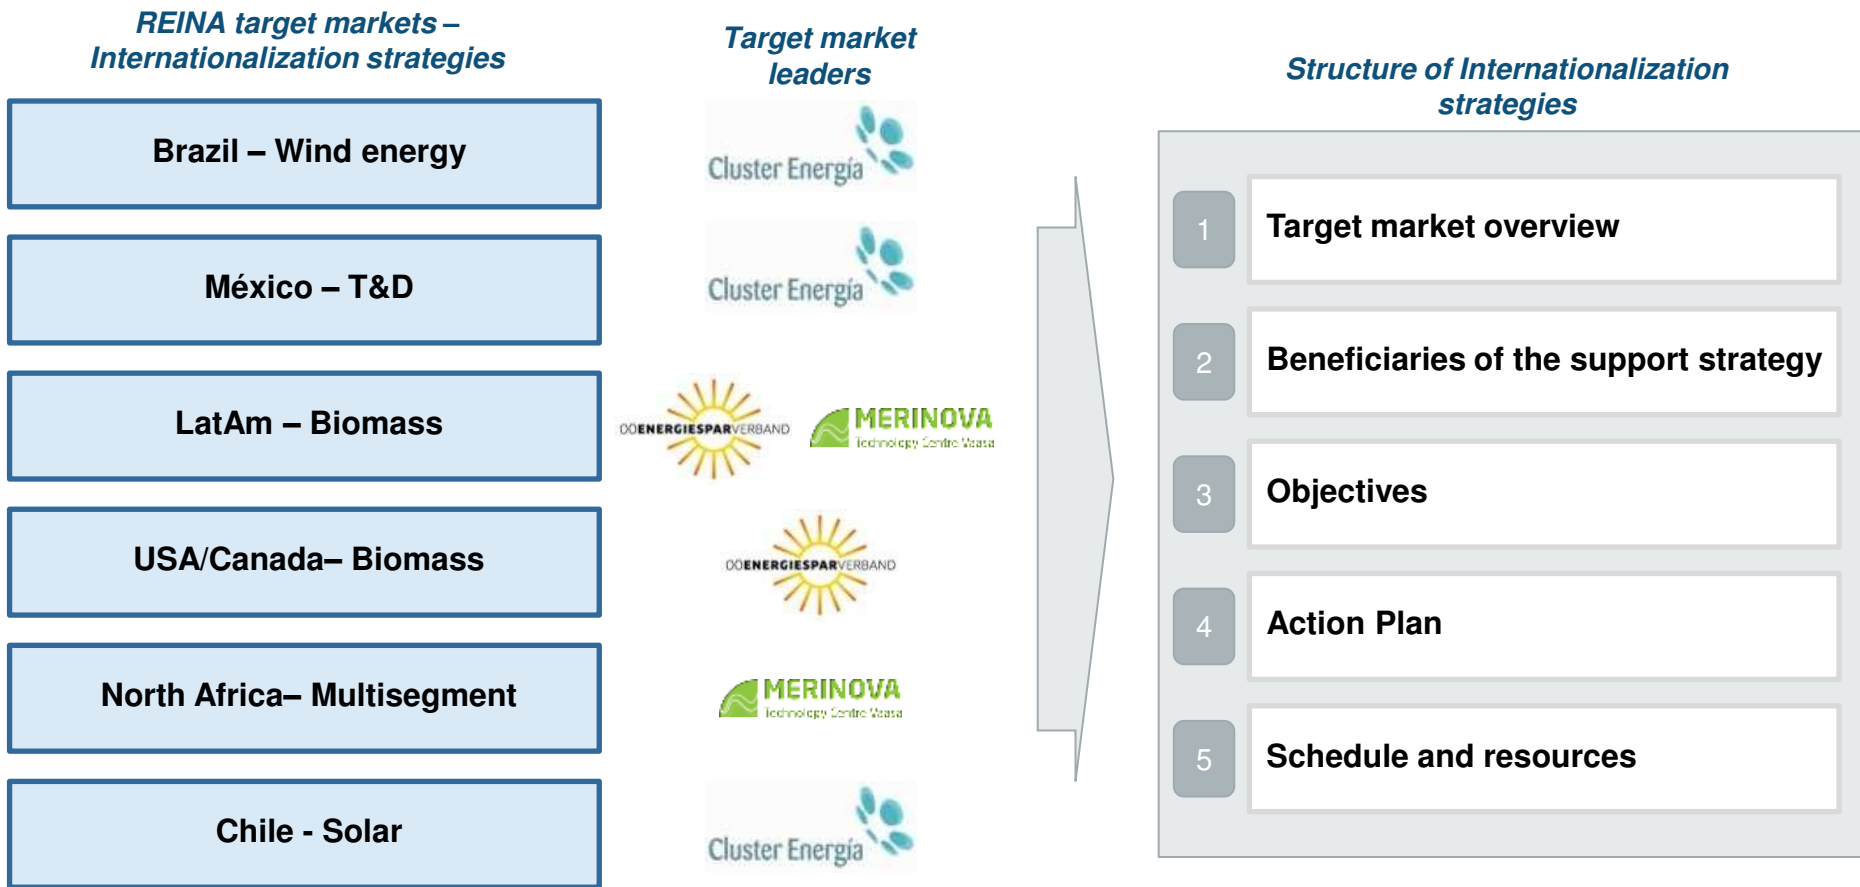 REINA target markets –
Internationalization strategies
Brazil – Wind energy
México – T&D
LatAm – Biomass
USA/Canada– Biomass
North Africa– Multisegment
Chile - Solar
Target market
leaders
Cluster Energía
Cluster Energía
OÖENERGIESPARVERBAND
MERINOVA
Technology Centre Vaasa
OÖENERGIESPARVERBAND
MERINOVA
Technology Centre Vaasa
Cluster Energía
Structure of Internationalization
strategies
1 Target market overview
2 Beneficiaries of the support strategy
3 Objectives
4 Action Plan
5 Schedule and resources